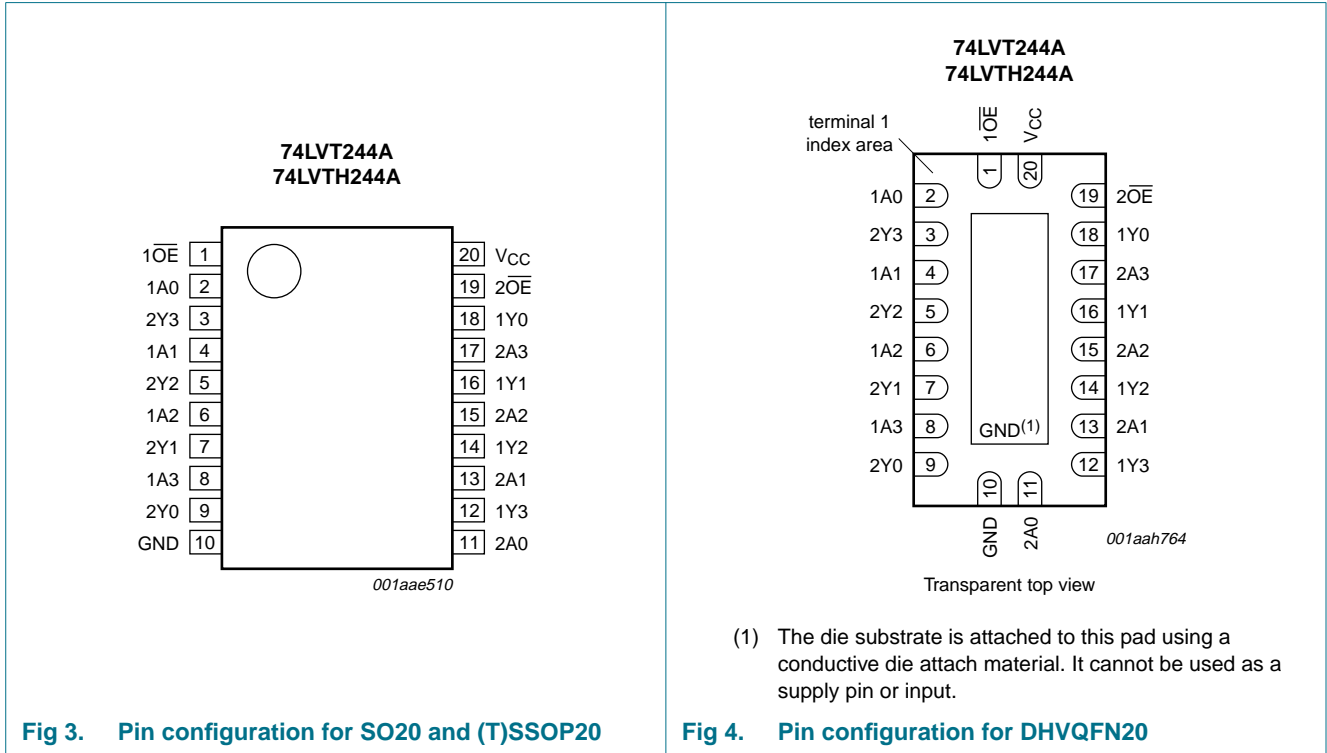 74LVT244A
74LVTH244A
1O̅E̅ 1
1A0 2
2Y3 3
1A1 4
2Y2 5
1A2 6
2Y1 7
1A3 8
2Y0 9
GND 10
20 VCC
19 2O̅E̅
18 1Y0
17 2A3
16 1Y1
15 2A2
14 1Y2
13 2A1
12 1Y3
11 2A0
001aae510
Fig 3. Pin configuration for SO20 and (T)SSOP20
74LVT244A
74LVTH244A
terminal 1
index area
1O̅E̅
VCC
1
20
1A0 2
2Y3 3
1A1 4
2Y2 5
1A2 6
2Y1 7
1A3 8
2Y0 9
19 2O̅E̅
18 1Y0
17 2A3
16 1Y1
15 2A2
14 1Y2
13 2A1
12 1Y3
GND(1)
10
11
GND
2A0
001aah764
Transparent top view
(1) The die substrate is attached to this pad using a
conductive die attach material. It cannot be used as a
supply pin or input.
Fig 4. Pin configuration for DHVQFN20